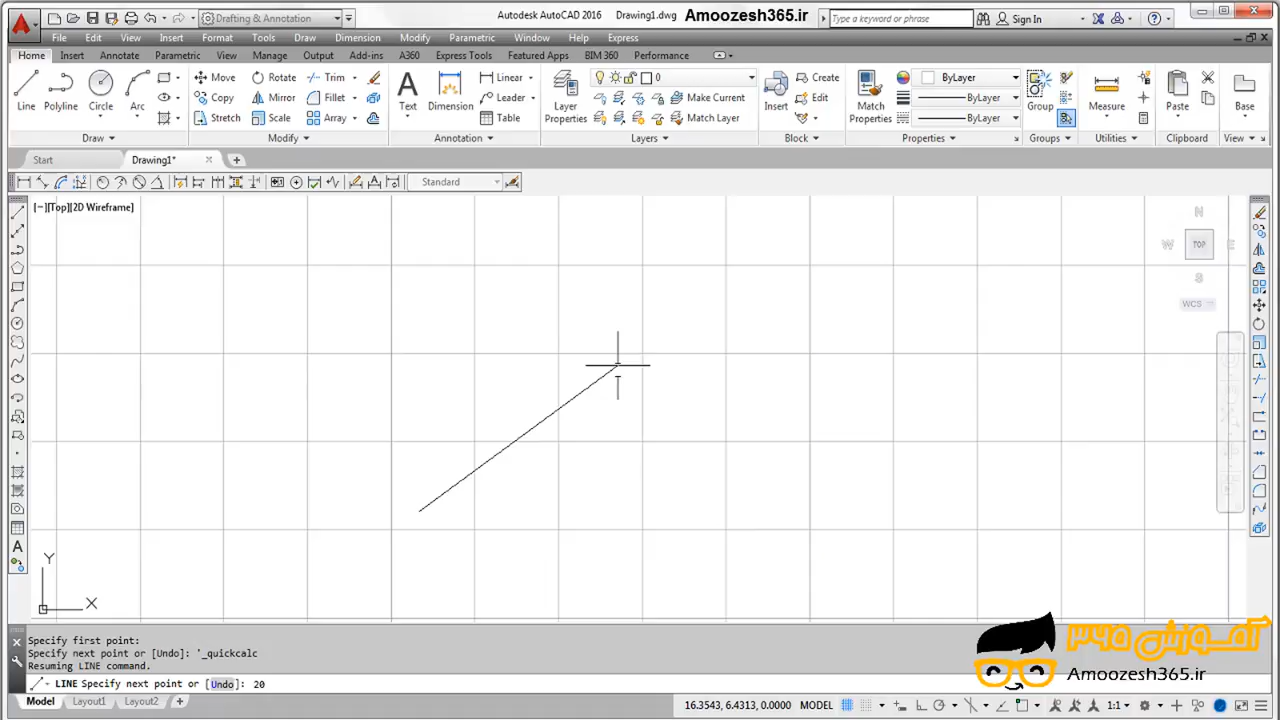 Drafting & Annotation
Autodesk AutoCAD 2016 Drawing1.dwg Amoozesh365.ir
Type a keyword or phrase
Sign In
File Edit View Insert Format Tools Draw Dimension Modify Parametric Window Help Express
Home Insert Annotate Parametric View Manage Output Add-ins A360 Express Tools Featured Apps BIM 360 Performance
Line Polyline Circle Arc
Move Rotate Trim
Copy Mirror Fillet
Stretch Scale Array
Text Dimension
Linear
Leader
Table
Layer Properties
0
Make Current
Match Layer
Insert
Create
Edit
Match Properties
ByLayer
ByLayer
ByLayer
Group Measure Paste Base
Draw Modify Annotation Layers Block Properties Groups Utilities Clipboard View
Start Drawing1*
Standard
[−][Top][2D Wireframe]
N
W TOP E
S
WCS
Y
X
Specify first point:
Specify next point or [Undo]: '_quickcalc
Resuming LINE command.
LINE Specify next point or [Undo]: 20
Model Layout1 Layout2
16.3543, 6.4313, 0.0000 MODEL 1:1
آمـوزش ۳۶۵
Amoozesh365.ir